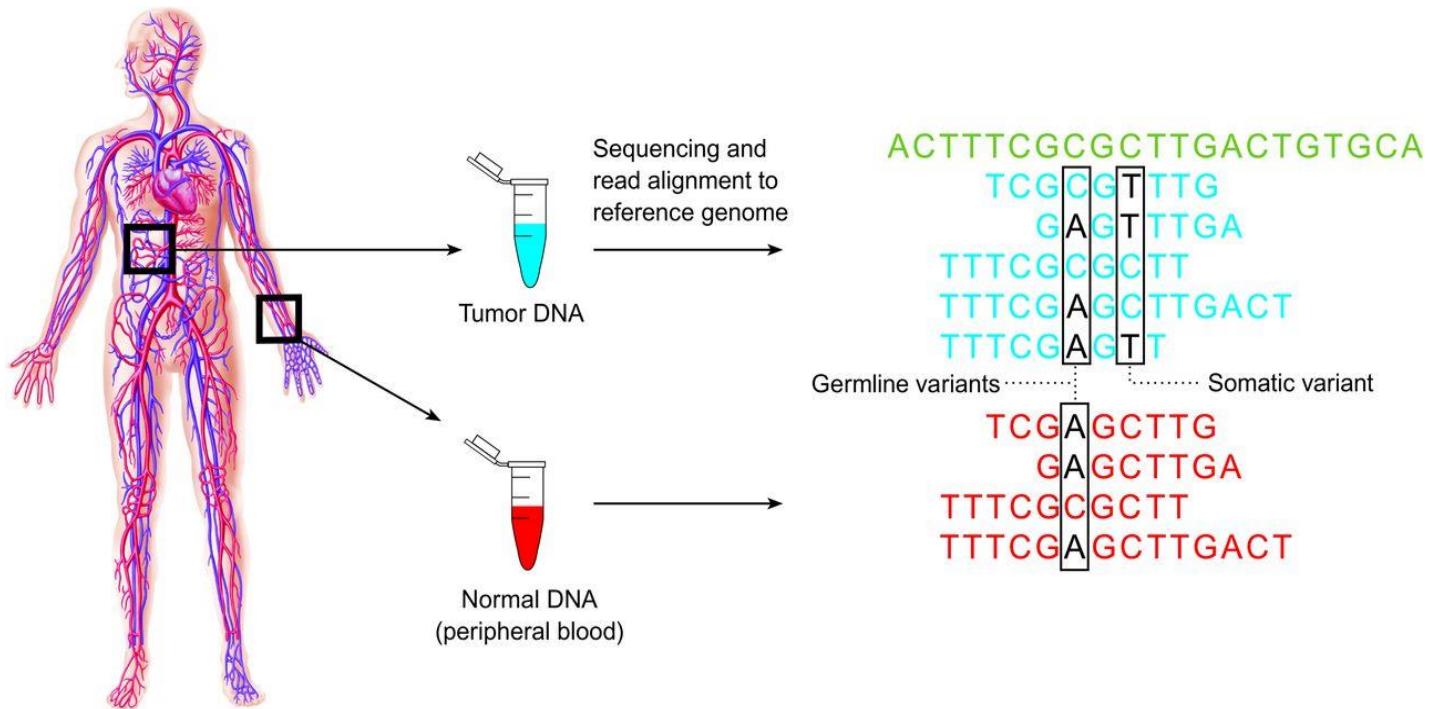 Sequencing and
read alignment to
reference genome
Tumor DNA
Normal DNA
(peripheral blood)
ACTTTCGCGCTTGACTGTGCA
TCGCGTTTG
GAGTTTGA
TTTCGCGCTT
TTTCGAGCTTGACT
TTTCGAGTT
Germline variants
Somatic variant
TCGAGCTTG
GAGCTTGA
TTTCGCGCTT
TTTCGAGCTTGACT